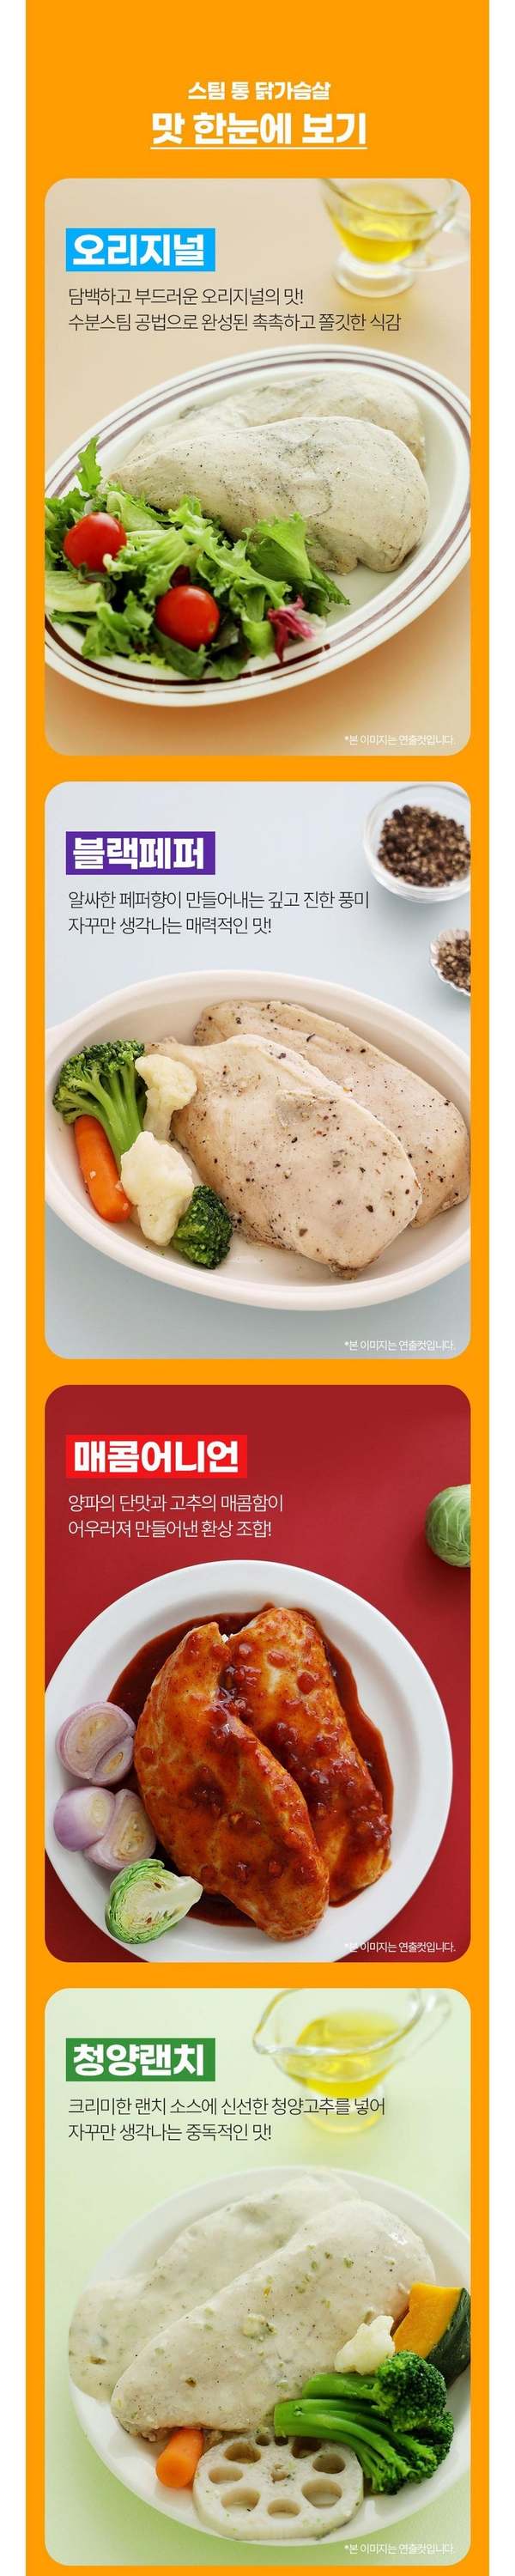 스팀 통 닭가슴살
맛 한눈에 보기
오리지널
담백하고 부드러운 오리지널의 맛!
수분스팀 공법으로 완성된 촉촉하고 쫄깃한 식감
*본 이미지는 연출컷입니다.
블랙페퍼
알싸한 페퍼향이 만들어내는 깊고 진한 풍미
자꾸만 생각나는 매력적인 맛!
*본 이미지는 연출컷입니다.
매콤어니언
양파의 단맛과 고추의 매콤함이
어우러져 만들어낸 환상 조합!
*본 이미지는 연출컷입니다.
청양랜치
크리미한 랜치 소스에 신선한 청양고추를 넣어
자꾸만 생각나는 중독적인 맛!
*본 이미지는 연출컷입니다.